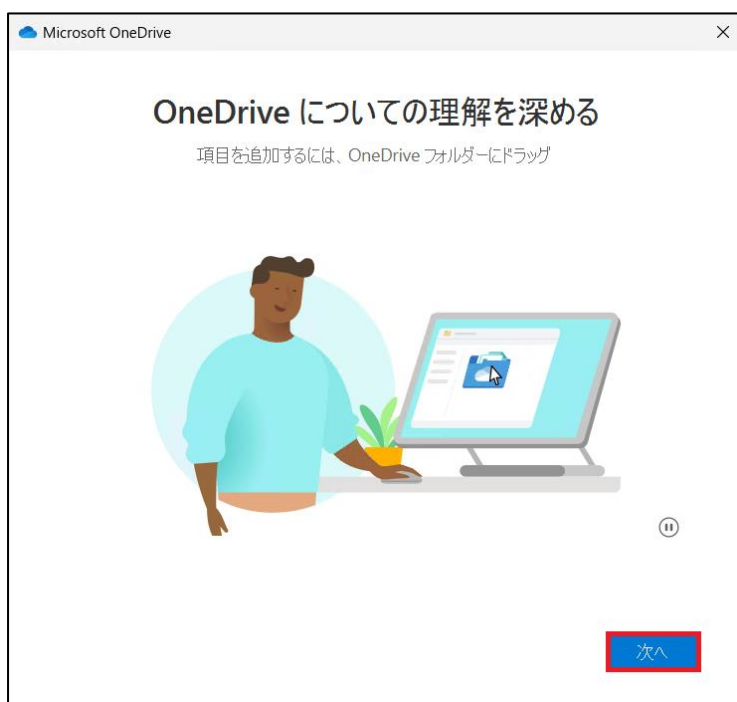 Microsoft OneDrive
OneDrive についての理解を深める
項目を追加するには、OneDrive フォルダーにドラッグ
次へ